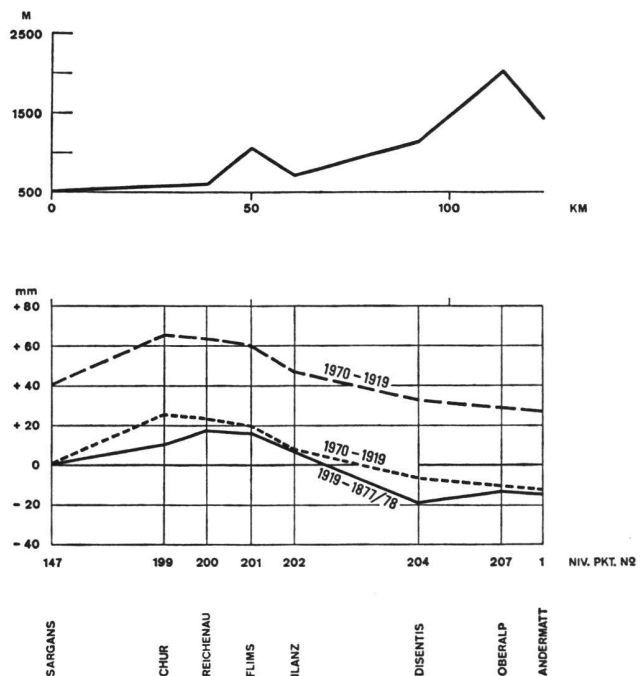 M
2500
1500
500
0 50 100 KM
mm
+ 80
+ 60
+ 40
+ 20
0
– 20
– 40
1970–1919
1970–1919
1919–1877/78
147 199 200 201 202 204 207 1 NIV. PKT. Nº
SARGANS
CHUR
REICHENAU
FLIMS
ILANZ
DISENTIS
OBERALP
ANDERMATT